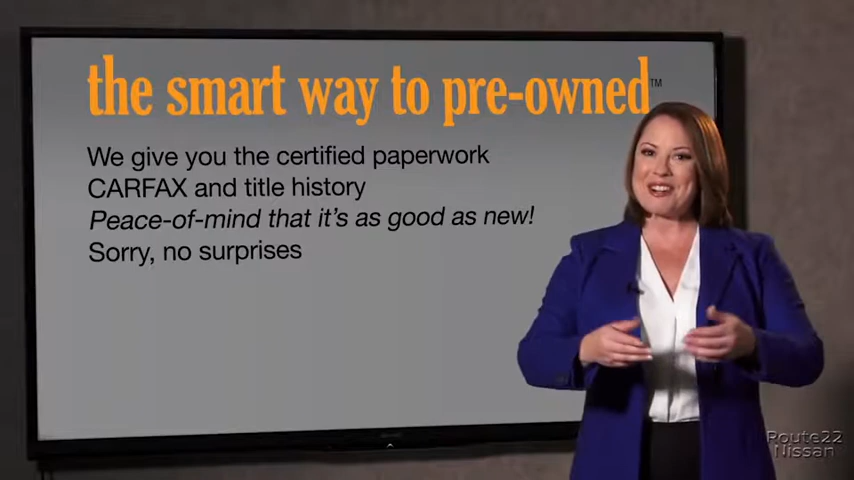 the smart way to pre-owned™
We give you the certified paperwork
CARFAX and title history
Peace-of-mind that it's as good as new!
Sorry, no surprises
Route22
Nissan